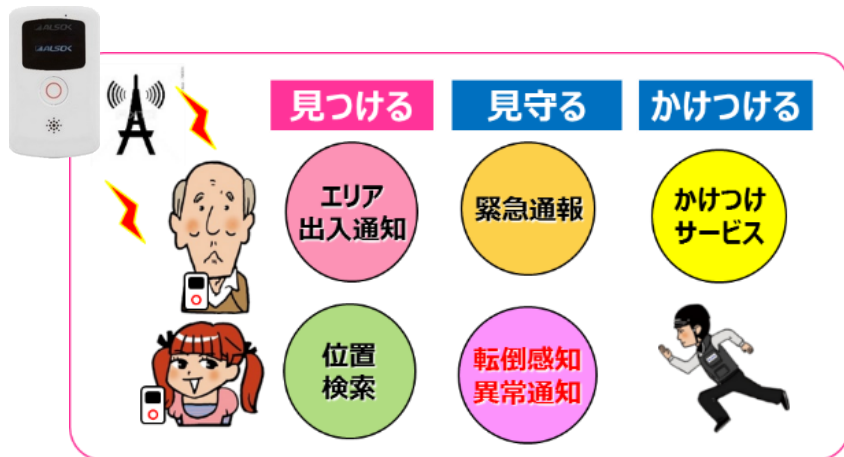 ALSOK
ALSOK
見つける
見守る
かけつける
エリア
出入通知
緊急通報
かけつけ
サービス
位置
検索
転倒感知
異常通知